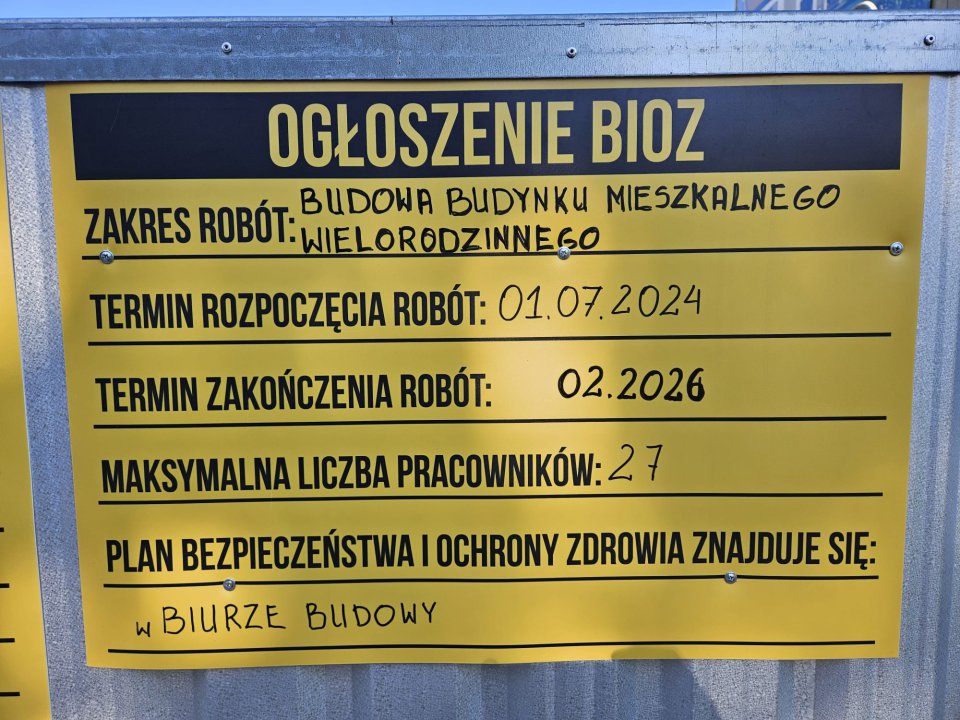 OGŁOSZENIE BIOZ
ZAKRES ROBÓT: BUDOWA BUDYNKU MIESZKALNEGO
WIELORODZINNEGO
TERMIN ROZPOCZĘCIA ROBÓT: 01.07.2024
TERMIN ZAKOŃCZENIA ROBÓT: 02.2026
MAKSYMALNA LICZBA PRACOWNIKÓW: 27
PLAN BEZPIECZEŃSTWA I OCHRONY ZDROWIA ZNAJDUJE SIĘ:
w BIURZE BUDOWY